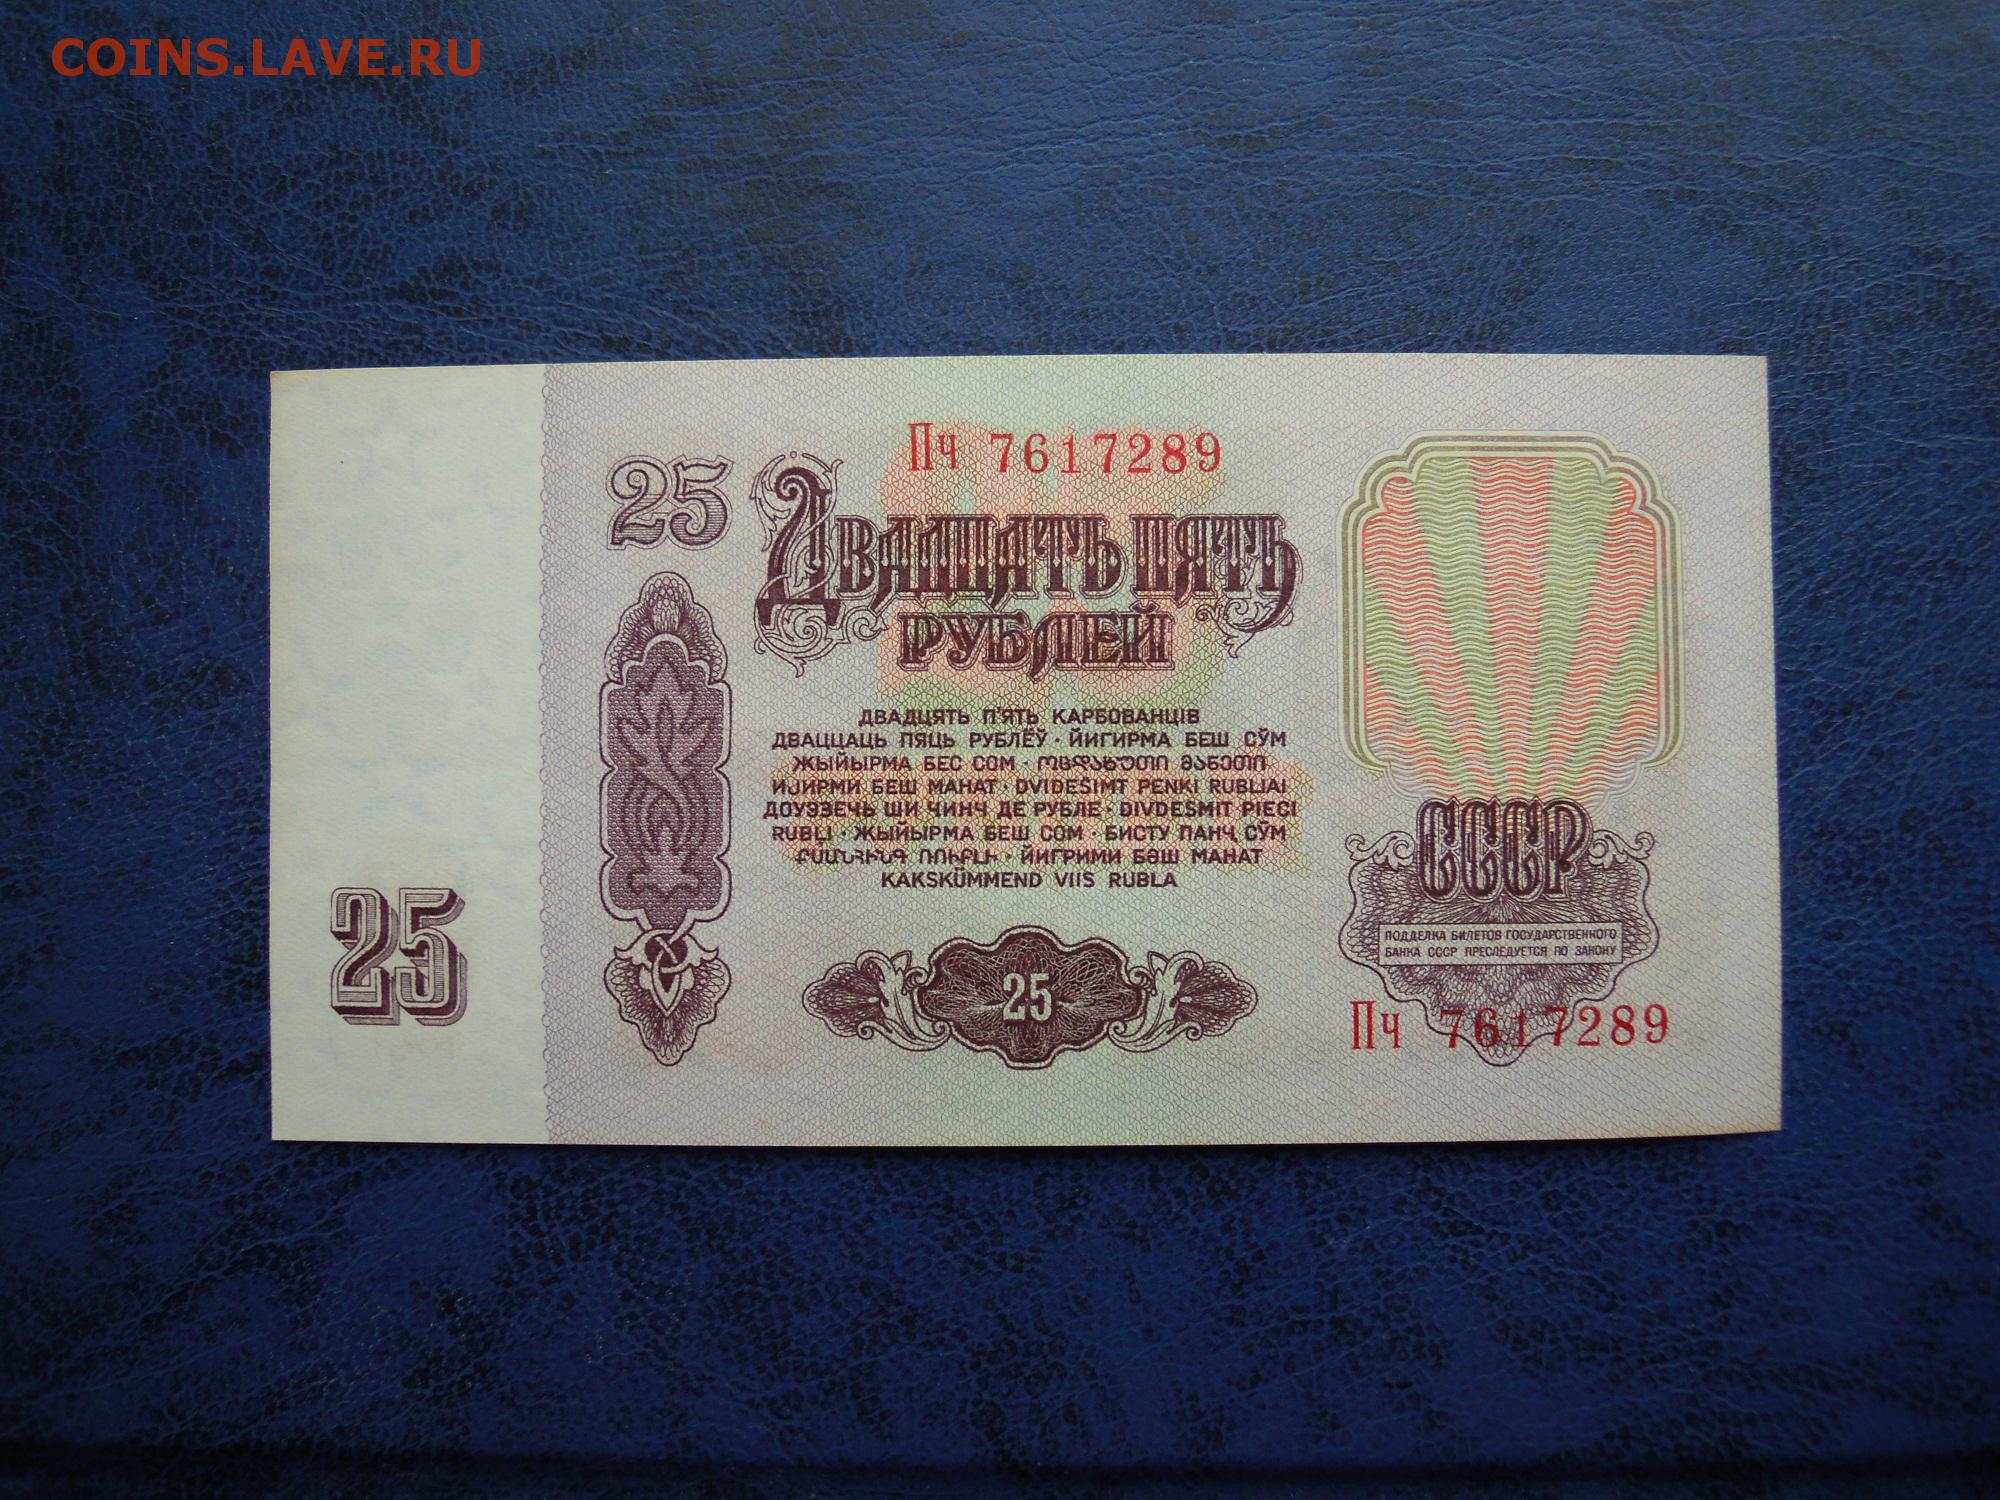 COINS.LAVE.RU
Пч 7617289
25
Двадцать пять
рублей
ДВАДЦЯТЬ П'ЯТЬ КАРБОВАНЦІВ
ДВАЦЦАЦЬ ПЯЦЬ РУБЛЁЎ · ЙИГИРМА БЕШ СЎМ
ЖЫЙЫРМА БЕС СОМ · ოცდახუთი მანეთი
ИЈИРМИ БЕШ МАНАТ · DVIDEŠIMT PENKI RUBLIAI
ДОУЭЗЕЧЬ ШИ ЧИНЧ ДЕ РУБЛЕ · DIVDESMIT PIECI
RUBĻI · ЖЫЙЫРМА БЕШ СОМ · БИСТУ ПАНҶ СЎМ
ՔՍԱՆՀԻՆԳ ՌՈՒԲԼԻ · ЙИГРИМИ БӘШ МАНАТ
KAKSKÜMMEND VIIS RUBLA
СССР
ПОДДЕЛКА БИЛЕТОВ ГОСУДАРСТВЕННОГО
БАНКА СССР ПРЕСЛЕДУЕТСЯ ПО ЗАКОНУ
25
25
Пч 7617289